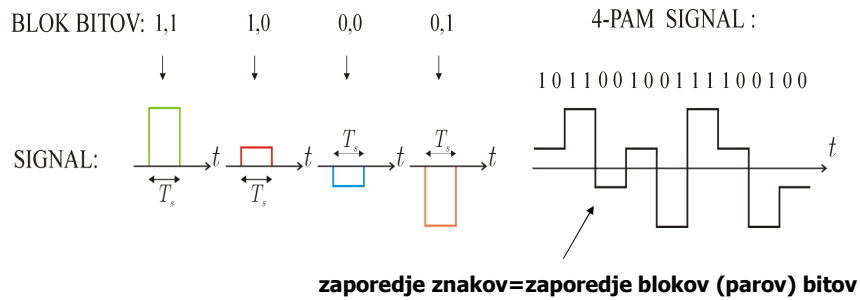 BLOK BITOV: 1,1 1,0 0,0 0,1
4-PAM SIGNAL :
1 0 1 1 0 0 1 0 0 1 1 1 1 0 0 1 0 0
SIGNAL:
t t t t t
T_s T_s T_s T_s
zaporedje znakov=zaporedje blokov (parov) bitov